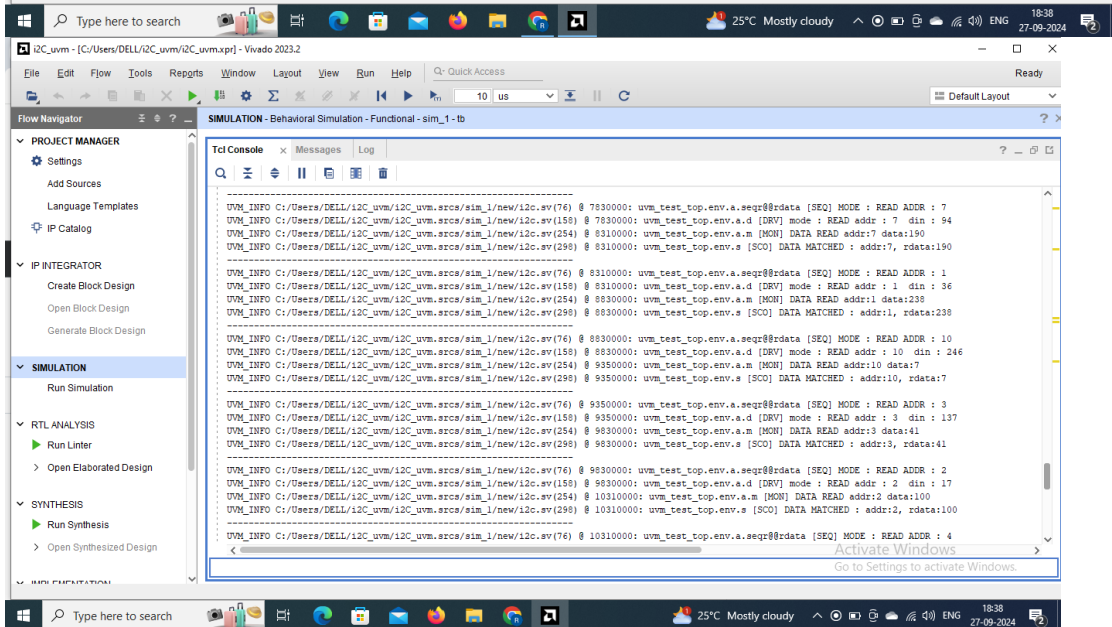 Type here to search
25°C Mostly cloudy
ENG
18:38
27-09-2024
2
i2C_uvm - [C:/Users/DELL/i2C_uvm/i2C_uvm.xpr] - Vivado 2023.2
File Edit Flow Tools Reports Window Layout View Run Help
Q- Quick Access
Ready
10 us
Default Layout
Flow Navigator
SIMULATION - Behavioral Simulation - Functional - sim_1 - tb
PROJECT MANAGER
Settings
Add Sources
Language Templates
IP Catalog
IP INTEGRATOR
Create Block Design
Open Block Design
Generate Block Design
SIMULATION
Run Simulation
RTL ANALYSIS
Run Linter
Open Elaborated Design
SYNTHESIS
Run Synthesis
Open Synthesized Design
IMPLEMENTATION
Tcl Console Messages Log
---------------------------------------------------------------
UVM_INFO C:/Users/DELL/i2C_uvm/i2C_uvm.srcs/sim_1/new/i2c.sv(76) @ 7830000: uvm_test_top.env.a.seqr@@rdata [SEQ] MODE : READ ADDR : 7
UVM_INFO C:/Users/DELL/i2C_uvm/i2C_uvm.srcs/sim_1/new/i2c.sv(158) @ 7830000: uvm_test_top.env.a.d [DRV] mode : READ addr : 7 din : 94
UVM_INFO C:/Users/DELL/i2C_uvm/i2C_uvm.srcs/sim_1/new/i2c.sv(254) @ 8310000: uvm_test_top.env.a.m [MON] DATA READ addr:7 data:190
UVM_INFO C:/Users/DELL/i2C_uvm/i2C_uvm.srcs/sim_1/new/i2c.sv(298) @ 8310000: uvm_test_top.env.s [SCO] DATA MATCHED : addr:7, rdata:190
---------------------------------------------------------------
UVM_INFO C:/Users/DELL/i2C_uvm/i2C_uvm.srcs/sim_1/new/i2c.sv(76) @ 8310000: uvm_test_top.env.a.seqr@@rdata [SEQ] MODE : READ ADDR : 1
UVM_INFO C:/Users/DELL/i2C_uvm/i2C_uvm.srcs/sim_1/new/i2c.sv(158) @ 8310000: uvm_test_top.env.a.d [DRV] mode : READ addr : 1 din : 36
UVM_INFO C:/Users/DELL/i2C_uvm/i2C_uvm.srcs/sim_1/new/i2c.sv(254) @ 8830000: uvm_test_top.env.a.m [MON] DATA READ addr:1 data:238
UVM_INFO C:/Users/DELL/i2C_uvm/i2C_uvm.srcs/sim_1/new/i2c.sv(298) @ 8830000: uvm_test_top.env.s [SCO] DATA MATCHED : addr:1, rdata:238
---------------------------------------------------------------
UVM_INFO C:/Users/DELL/i2C_uvm/i2C_uvm.srcs/sim_1/new/i2c.sv(76) @ 8830000: uvm_test_top.env.a.seqr@@rdata [SEQ] MODE : READ ADDR : 10
UVM_INFO C:/Users/DELL/i2C_uvm/i2C_uvm.srcs/sim_1/new/i2c.sv(158) @ 8830000: uvm_test_top.env.a.d [DRV] mode : READ addr : 10 din : 246
UVM_INFO C:/Users/DELL/i2C_uvm/i2C_uvm.srcs/sim_1/new/i2c.sv(254) @ 9350000: uvm_test_top.env.a.m [MON] DATA READ addr:10 data:7
UVM_INFO C:/Users/DELL/i2C_uvm/i2C_uvm.srcs/sim_1/new/i2c.sv(298) @ 9350000: uvm_test_top.env.s [SCO] DATA MATCHED : addr:10, rdata:7
---------------------------------------------------------------
UVM_INFO C:/Users/DELL/i2C_uvm/i2C_uvm.srcs/sim_1/new/i2c.sv(76) @ 9350000: uvm_test_top.env.a.seqr@@rdata [SEQ] MODE : READ ADDR : 3
UVM_INFO C:/Users/DELL/i2C_uvm/i2C_uvm.srcs/sim_1/new/i2c.sv(158) @ 9350000: uvm_test_top.env.a.d [DRV] mode : READ addr : 3 din : 137
UVM_INFO C:/Users/DELL/i2C_uvm/i2C_uvm.srcs/sim_1/new/i2c.sv(254) @ 9830000: uvm_test_top.env.a.m [MON] DATA READ addr:3 data:41
UVM_INFO C:/Users/DELL/i2C_uvm/i2C_uvm.srcs/sim_1/new/i2c.sv(298) @ 9830000: uvm_test_top.env.s [SCO] DATA MATCHED : addr:3, rdata:41
---------------------------------------------------------------
UVM_INFO C:/Users/DELL/i2C_uvm/i2C_uvm.srcs/sim_1/new/i2c.sv(76) @ 9830000: uvm_test_top.env.a.seqr@@rdata [SEQ] MODE : READ ADDR : 2
UVM_INFO C:/Users/DELL/i2C_uvm/i2C_uvm.srcs/sim_1/new/i2c.sv(158) @ 9830000: uvm_test_top.env.a.d [DRV] mode : READ addr : 2 din : 17
UVM_INFO C:/Users/DELL/i2C_uvm/i2C_uvm.srcs/sim_1/new/i2c.sv(254) @ 10310000: uvm_test_top.env.a.m [MON] DATA READ addr:2 data:100
UVM_INFO C:/Users/DELL/i2C_uvm/i2C_uvm.srcs/sim_1/new/i2c.sv(298) @ 10310000: uvm_test_top.env.s [SCO] DATA MATCHED : addr:2, rdata:100
---------------------------------------------------------------
UVM_INFO C:/Users/DELL/i2C_uvm/i2C_uvm.srcs/sim_1/new/i2c.sv(76) @ 10310000: uvm_test_top.env.a.seqr@@rdata [SEQ] MODE : READ ADDR : 4
Activate Windows
Go to Settings to activate Windows.
Type here to search
25°C Mostly cloudy
ENG
18:38
27-09-2024
2